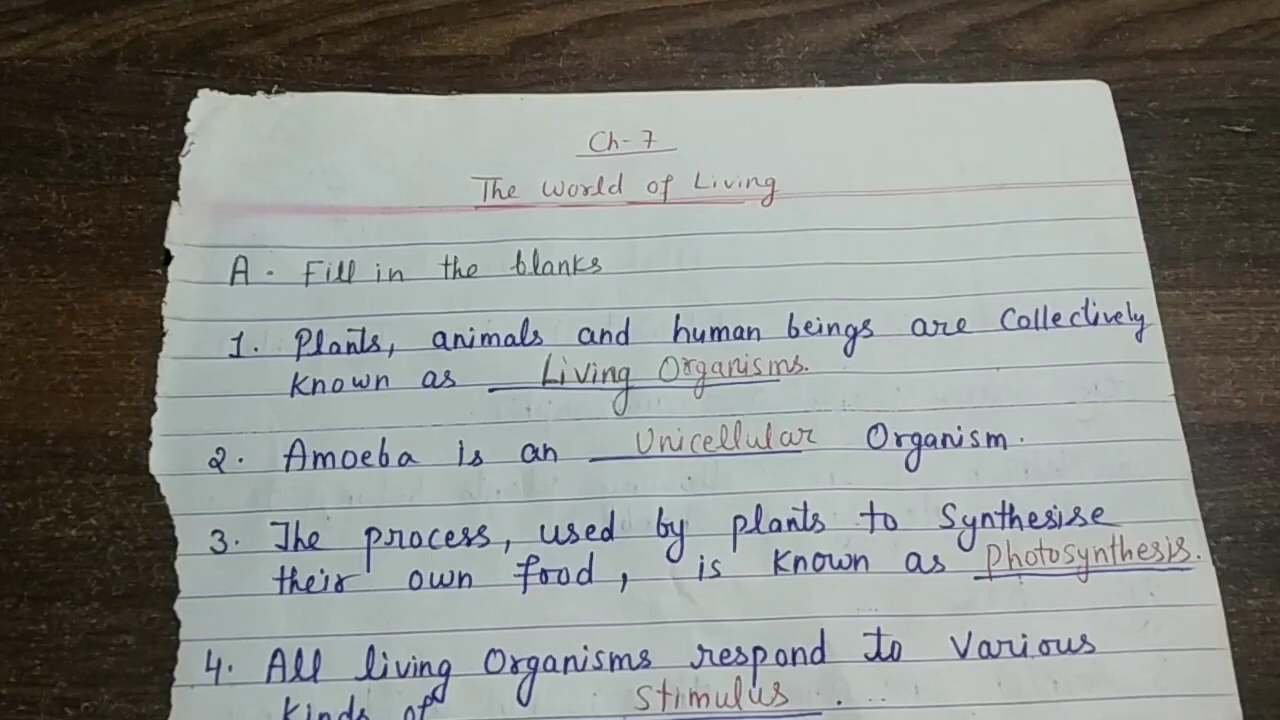 Ch-7
The World of Living
A. Fill in the blanks
1. Plants, animals and human beings are Collectively
known as Living Organisms.
2. Amoeba is an Unicellular Organism.
3. The process, used by plants to Synthesise
their own food, is known as Photosynthesis.
4. All living Organisms respond to Various
kinds of Stimulus. ..